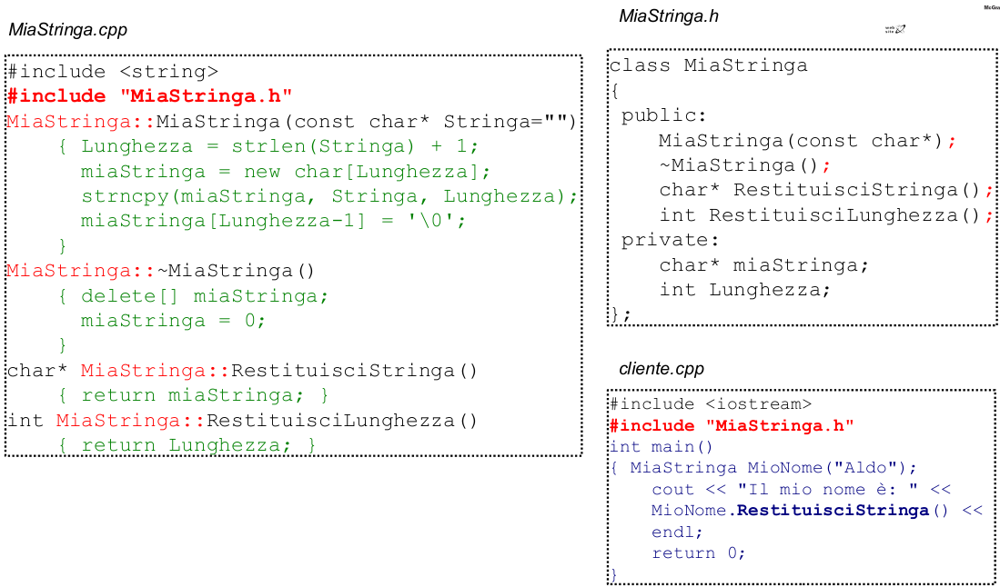 MiaStringa.cpp
#include <string>
#include "MiaStringa.h"
MiaStringa::MiaStringa(const char* Stringa="")
{ Lunghezza = strlen(Stringa) + 1;
miaStringa = new char[Lunghezza];
strncpy(miaStringa, Stringa, Lunghezza);
miaStringa[Lunghezza-1] = '\0';
}
MiaStringa::~MiaStringa()
{ delete[] miaStringa;
miaStringa = 0;
}
char* MiaStringa::RestituisciStringa()
{ return miaStringa; }
int MiaStringa::RestituisciLunghezza()
{ return Lunghezza; }
MiaStringa.h
McGra
web
site
class MiaStringa
{
public:
MiaStringa(const char*);
~MiaStringa();
char* RestituisciStringa();
int RestituisciLunghezza();
private:
char* miaStringa;
int Lunghezza;
};
cliente.cpp
#include <iostream>
#include "MiaStringa.h"
int main()
{ MiaStringa MioNome("Aldo");
cout << "Il mio nome è: " <<
MioNome.RestituisciStringa() <<
endl;
return 0;
}